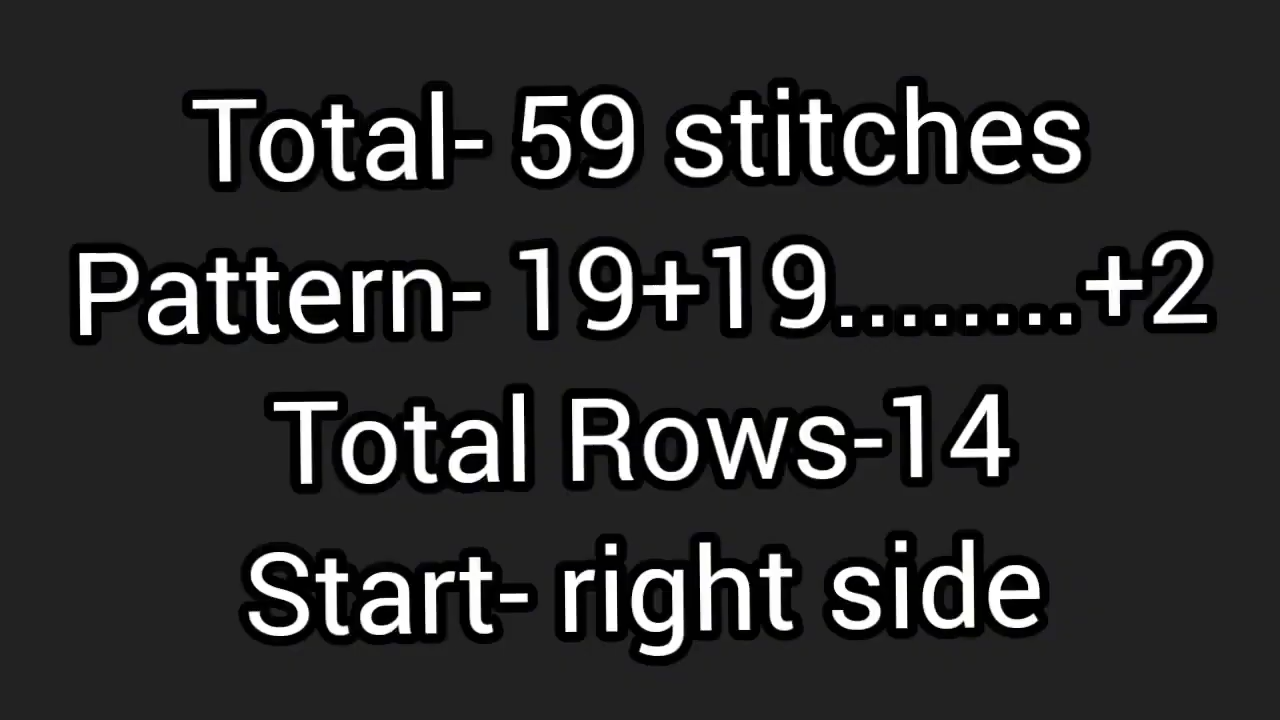 Total- 59 stitches
Pattern- 19+19........+2
Total Rows-14
Start- right side